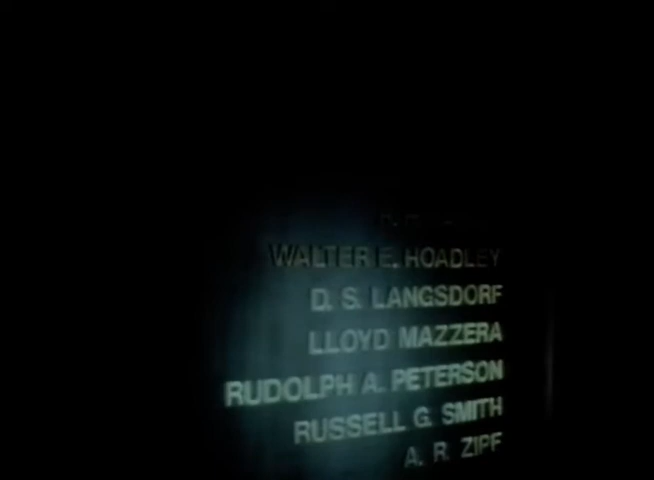 WALTER E. HOADLEY
D. S. LANGSDORF
LLOYD MAZZERA
RUDOLPH A. PETERSON
RUSSELL G. SMITH
A. R. ZIPF